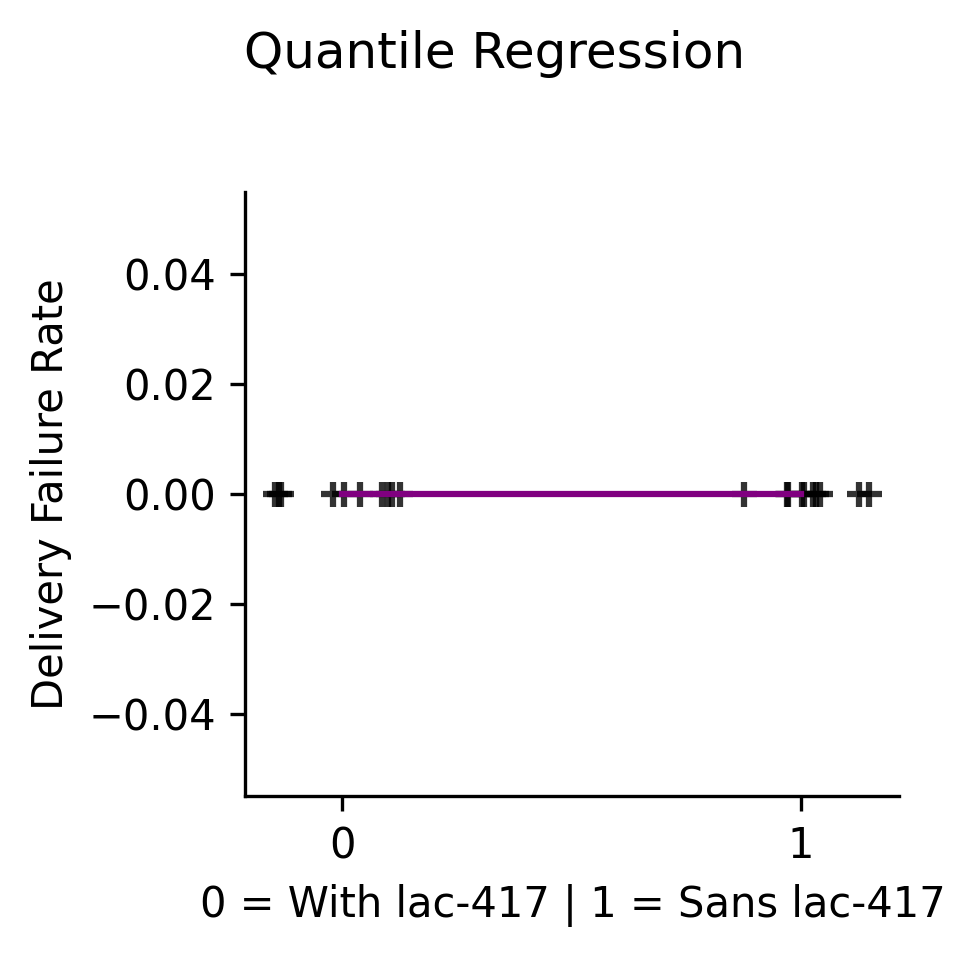 Quantile Regression
Delivery Failure Rate
0.04
0.02
0.00
−0.02
−0.04
0
1
0 = With lac-417 | 1 = Sans lac-417